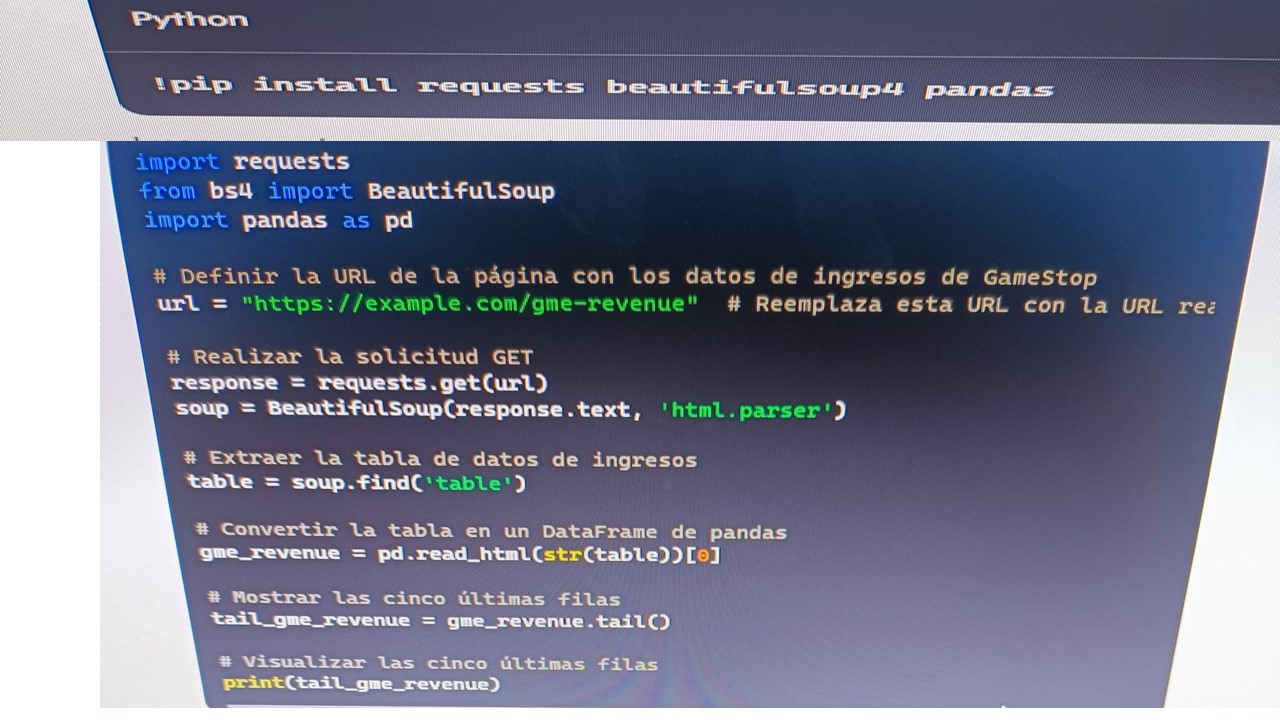 Python
!pip install requests beautifulsoup4 pandas
import requests
from bs4 import BeautifulSoup
import pandas as pd
# Definir la URL de la página con los datos de ingresos de GameStop
url = "https://example.com/gme-revenue"  # Reemplaza esta URL con la URL rea
# Realizar la solicitud GET
response = requests.get(url)
soup = BeautifulSoup(response.text, 'html.parser')
# Extraer la tabla de datos de ingresos
table = soup.find('table')
# Convertir la tabla en un DataFrame de pandas
gme_revenue = pd.read_html(str(table))[0]
# Mostrar las cinco últimas filas
tail_gme_revenue = gme_revenue.tail()
# Visualizar las cinco últimas filas
print(tail_gme_revenue)